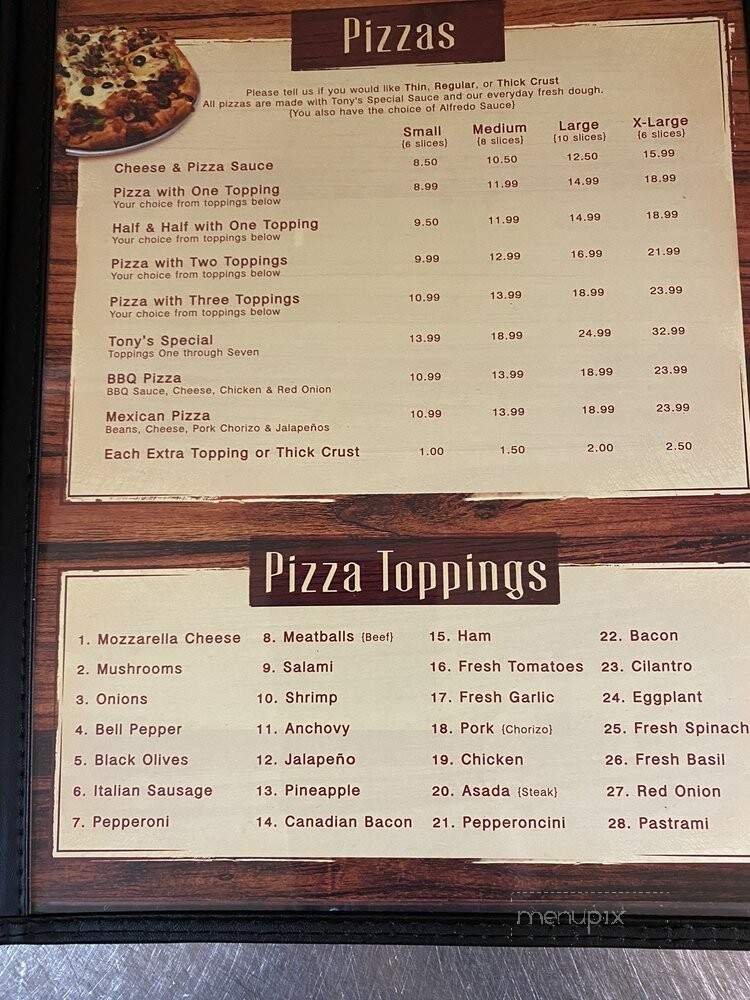 Pizzas
Please tell us if you would like Thin, Regular, or Thick Crust
All pizzas are made with Tony's Special Sauce and our everyday fresh dough.
{You also have the choice of Alfredo Sauce}
Small Medium Large X-Large
{6 slices} {8 slices} {10 slices} {6 slices}
Cheese & Pizza Sauce 8.50 10.50 12.50 15.99
Pizza with One Topping 8.99 11.99 14.99 18.99
Your choice from toppings below
Half & Half with One Topping 9.50 11.99 14.99 18.99
Your choice from toppings below
Pizza with Two Toppings 9.99 12.99 16.99 21.99
Your choice from toppings below
Pizza with Three Toppings 10.99 13.99 18.99 23.99
Your choice from toppings below
Tony's Special 13.99 18.99 24.99 32.99
Toppings One through Seven
BBQ Pizza 10.99 13.99 18.99 23.99
BBQ Sauce, Cheese, Chicken & Red Onion
Mexican Pizza 10.99 13.99 18.99 23.99
Beans, Cheese, Pork Chorizo & Jalapeños
Each Extra Topping or Thick Crust 1.00 1.50 2.00 2.50
Pizza Toppings
1. Mozzarella Cheese 8. Meatballs {Beef} 15. Ham 22. Bacon
2. Mushrooms 9. Salami 16. Fresh Tomatoes 23. Cilantro
3. Onions 10. Shrimp 17. Fresh Garlic 24. Eggplant
4. Bell Pepper 11. Anchovy 18. Pork {Chorizo} 25. Fresh Spinach
5. Black Olives 12. Jalapeño 19. Chicken 26. Fresh Basil
6. Italian Sausage 13. Pineapple 20. Asada {Steak} 27. Red Onion
7. Pepperoni 14. Canadian Bacon 21. Pepperoncini 28. Pastrami
menupix